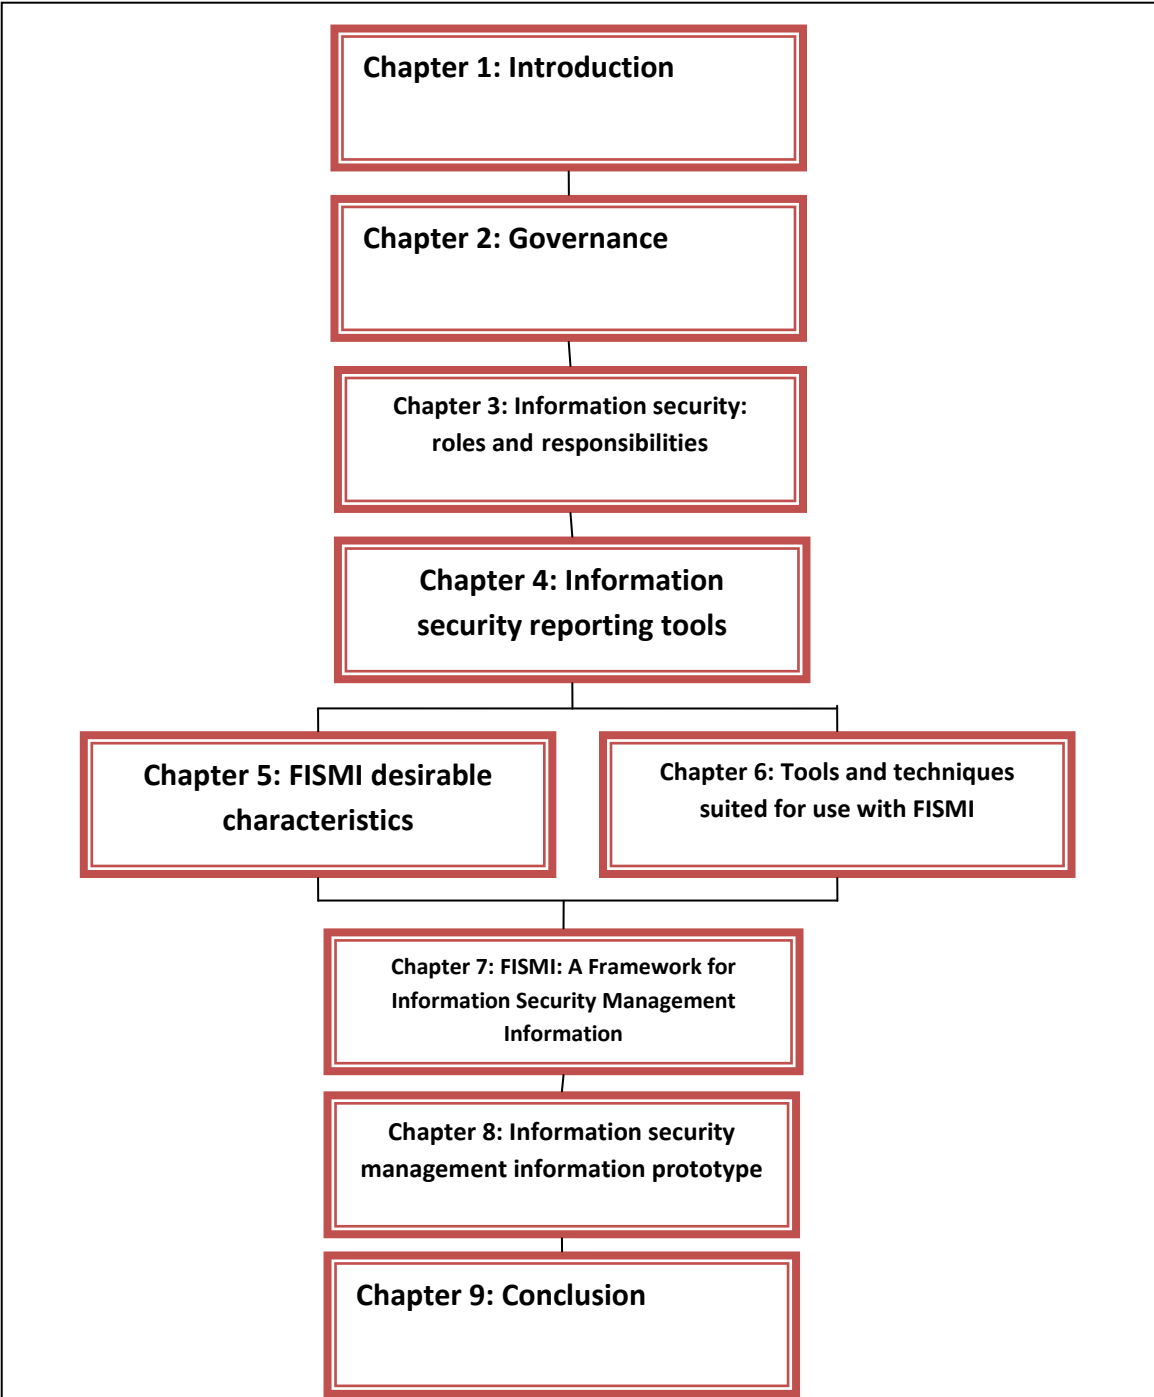 Chapter 1: Introduction
Chapter 2: Governance
Chapter 3: Information security:
roles and responsibilities
Chapter 4: Information
security reporting tools
Chapter 5: FISMI desirable
characteristics
Chapter 6: Tools and techniques
suited for use with FISMI
Chapter 7: FISMI: A Framework for
Information Security Management
Information
Chapter 8: Information security
management information prototype
Chapter 9: Conclusion